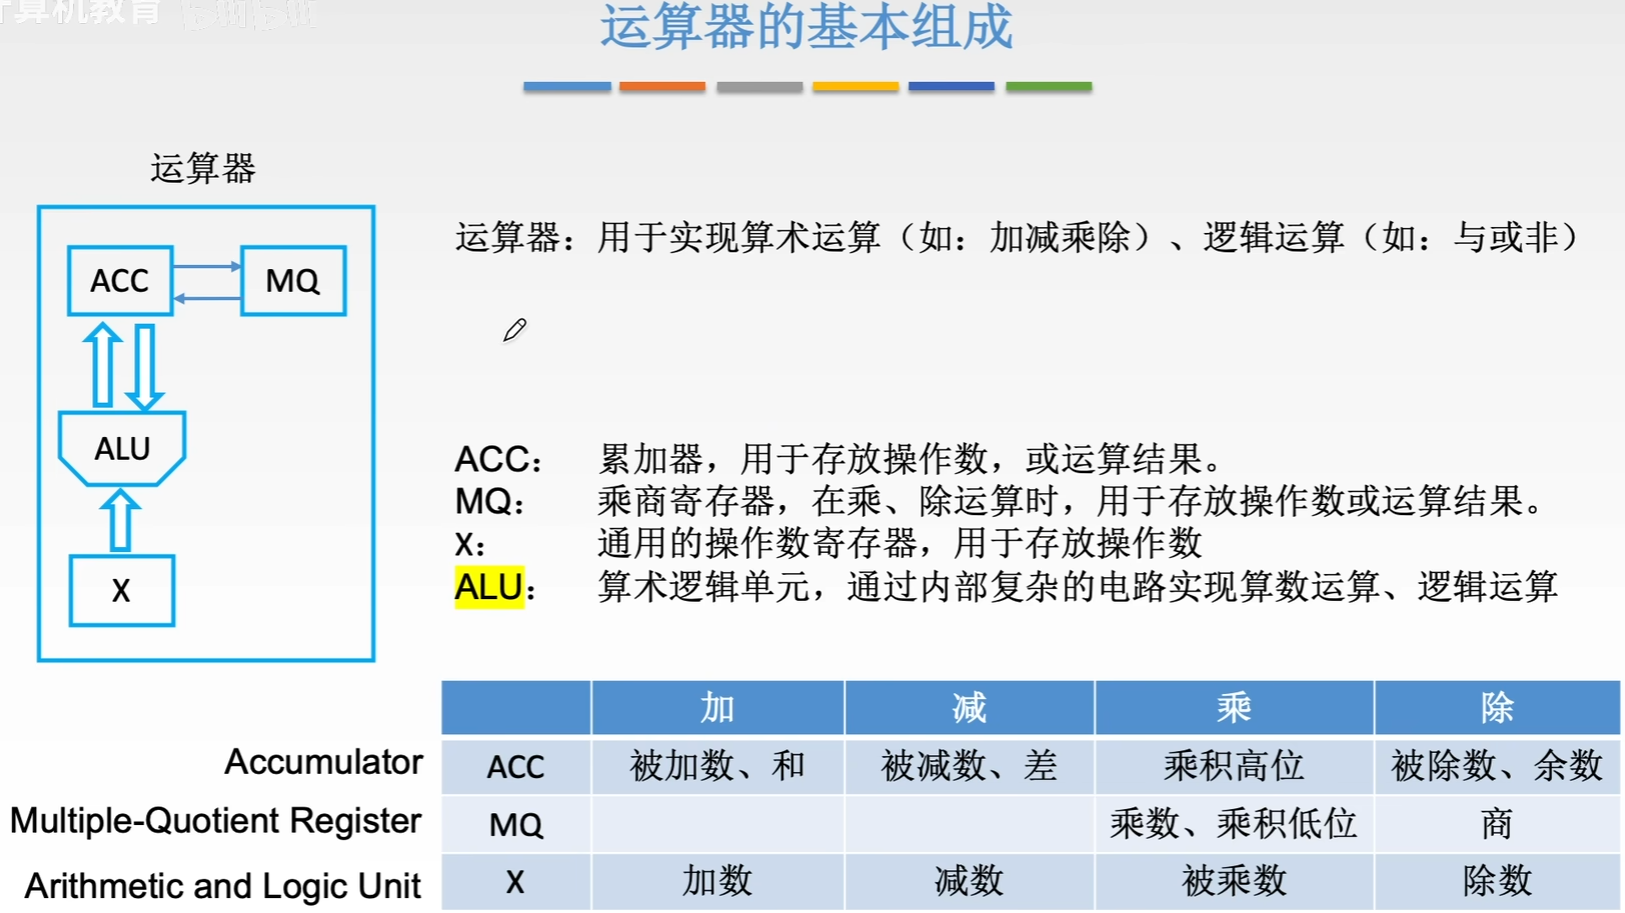 算机教育
运算器的基本组成
运算器
ACC
MQ
ALU
X
运算器：用于实现算术运算（如：加减乘除）、逻辑运算（如：与或非）
ACC： 累加器，用于存放操作数，或运算结果。
MQ： 乘商寄存器，在乘、除运算时，用于存放操作数或运算结果。
X： 通用的操作数寄存器，用于存放操作数
ALU： 算术逻辑单元，通过内部复杂的电路实现算数运算、逻辑运算
加 减 乘 除
Accumulator ACC 被加数、和 被减数、差 乘积高位 被除数、余数
Multiple-Quotient Register MQ 乘数、乘积低位 商
Arithmetic and Logic Unit X 加数 减数 被乘数 除数